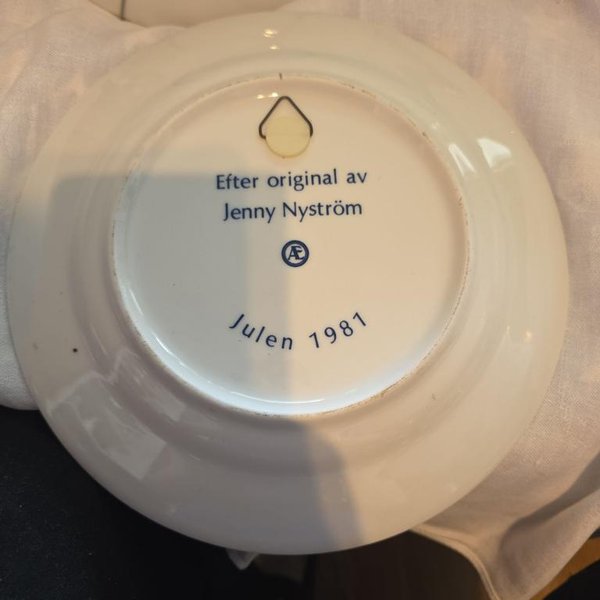 Efter original av
Jenny Nyström
Æ
Julen 1981